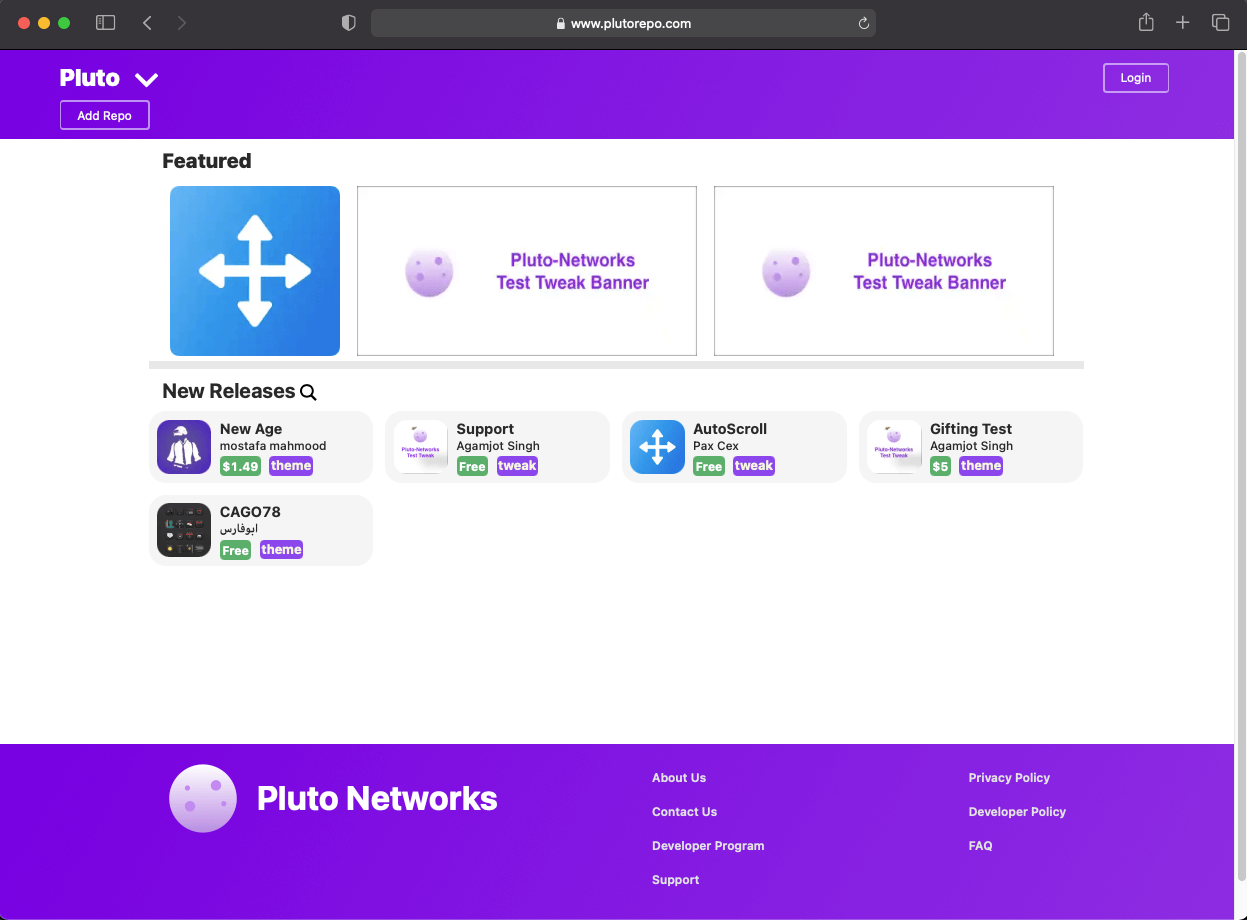 www.plutorepo.com
Pluto
Login
Add Repo
Featured
Pluto-Networks
Test Tweak Banner
Pluto-Networks
Test Tweak Banner
New Releases
New Age
mostafa mahmood
$1.49 theme
Pluto-Networks
Test Tweak
Support
Agamjot Singh
Free tweak
AutoScroll
Pax Cex
Free tweak
Pluto-Networks
Test Tweak
Gifting Test
Agamjot Singh
$5 theme
CAGO78
ابوفارس
Free theme
Pluto Networks
About Us
Contact Us
Developer Program
Support
Privacy Policy
Developer Policy
FAQ